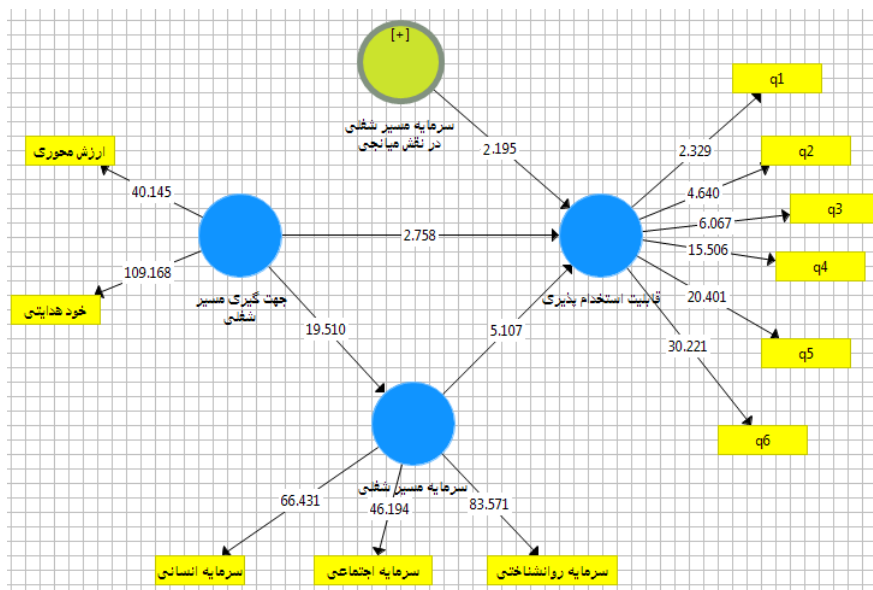 [+]
سرمایه مسیر شغلی
در نقش میانجی
2.195
q1
2.329
q2
4.640
q3
6.067
q4
15.506
q5
20.401
q6
30.221
ارزش محوری
40.145
109.168
خود هدایتی
جهت گیری مسیر
شغلی
2.758
قابلیت استخدام پذیری
19.510
5.107
سرمایه مسیر شغلی
66.431
46.194
83.571
سرمایه انسانی
سرمایه اجتماعی
سرمایه روانشناختی